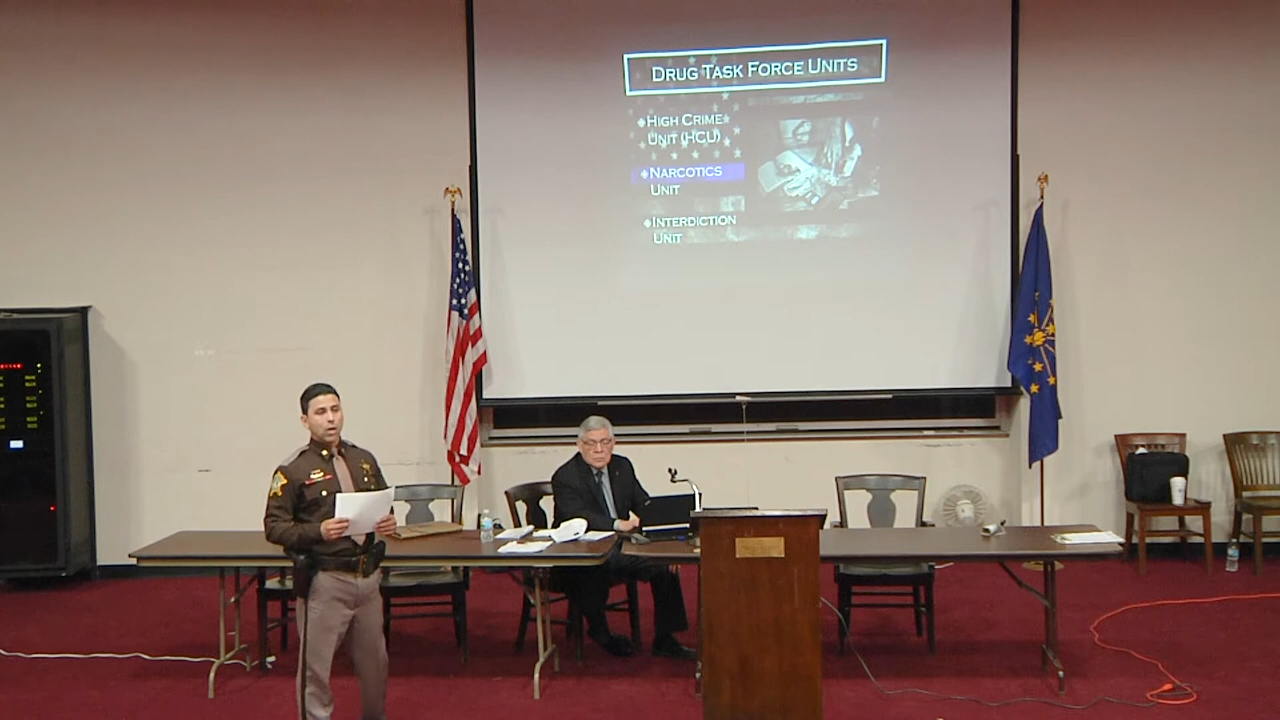 DRUG TASK FORCE UNITS
HIGH CRIME
UNIT (HCU)
NARCOTICS
UNIT
INTERDICTION
UNIT